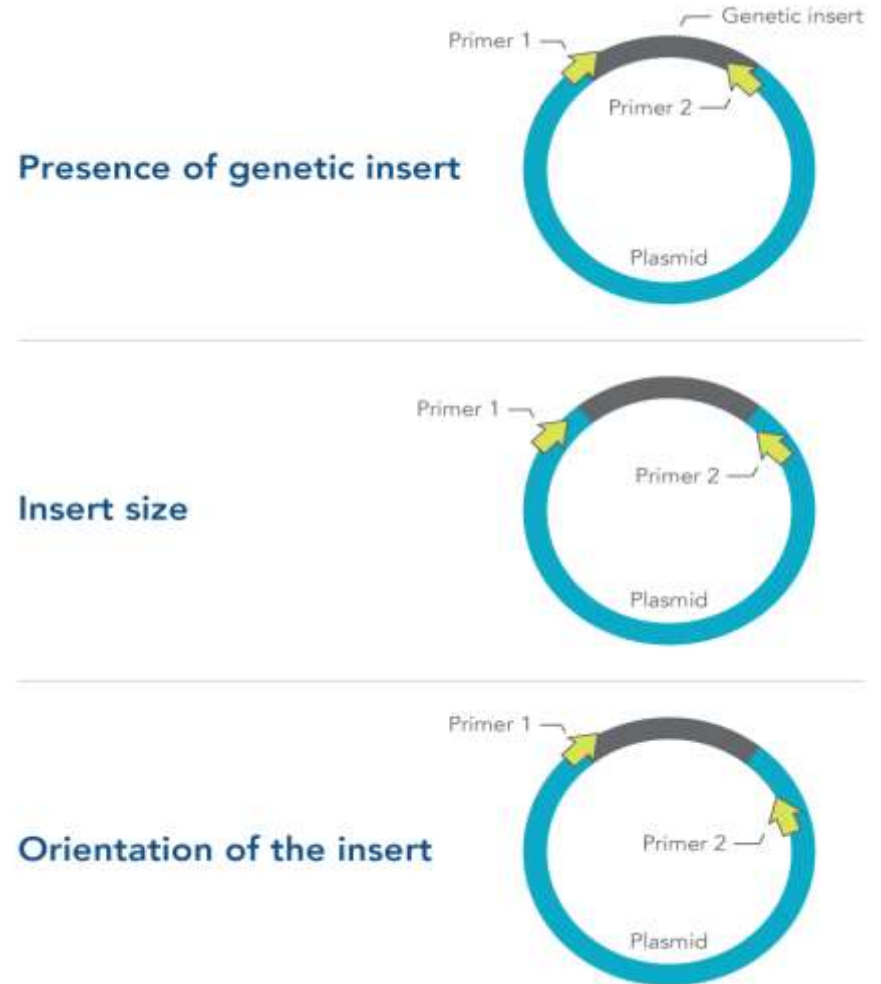 Genetic insert
Primer 1
Primer 2
Presence of genetic insert
Plasmid
Primer 1
Primer 2
Insert size
Plasmid
Primer 1
Primer 2
Orientation of the insert
Plasmid